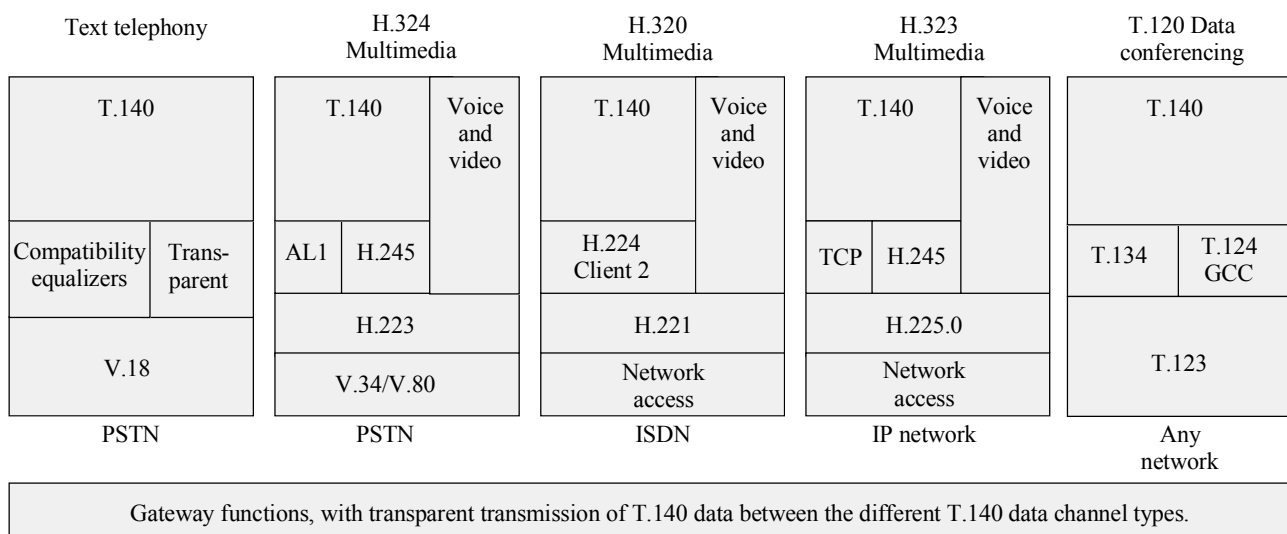 Text telephony
H.324
Multimedia
H.320
Multimedia
H.323
Multimedia
T.120 Data
conferencing
T.140
Compatibility
equalizers
Trans-
parent
V.18
PSTN
T.140
Voice
and
video
AL1
H.245
H.223
V.34/V.80
PSTN
T.140
Voice
and
video
H.224
Client 2
H.221
Network
access
ISDN
T.140
Voice
and
video
TCP
H.245
H.225.0
Network
access
IP network
T.140
T.134
T.124
GCC
T.123
Any
network
Gateway functions, with transparent transmission of T.140 data between the different T.140 data channel types.